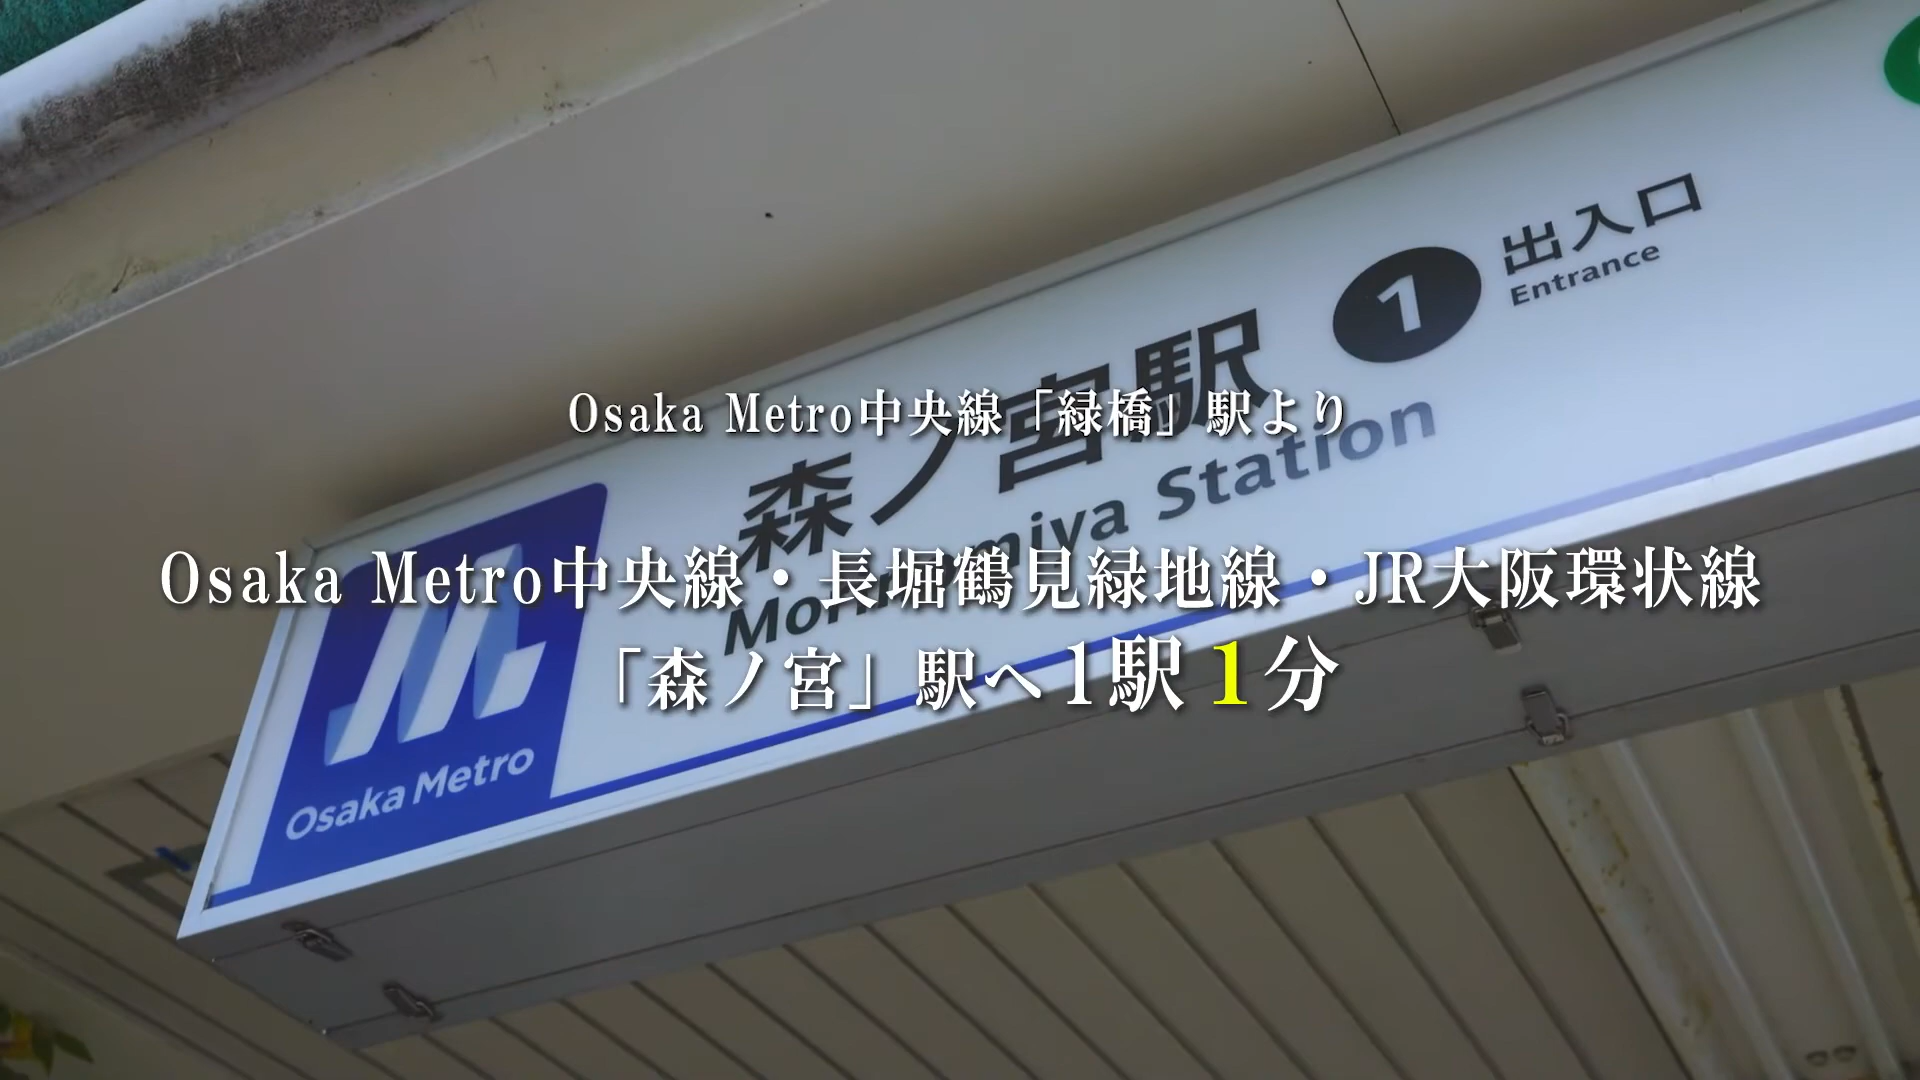 Osaka Metro中央線「緑橋」駅より
Osaka Metro中央線・長堀鶴見緑地線・JR大阪環状線
「森ノ宮」駅へ1駅1分
森ノ宮駅
1
出入口
Entrance
Station
Osaka Metro